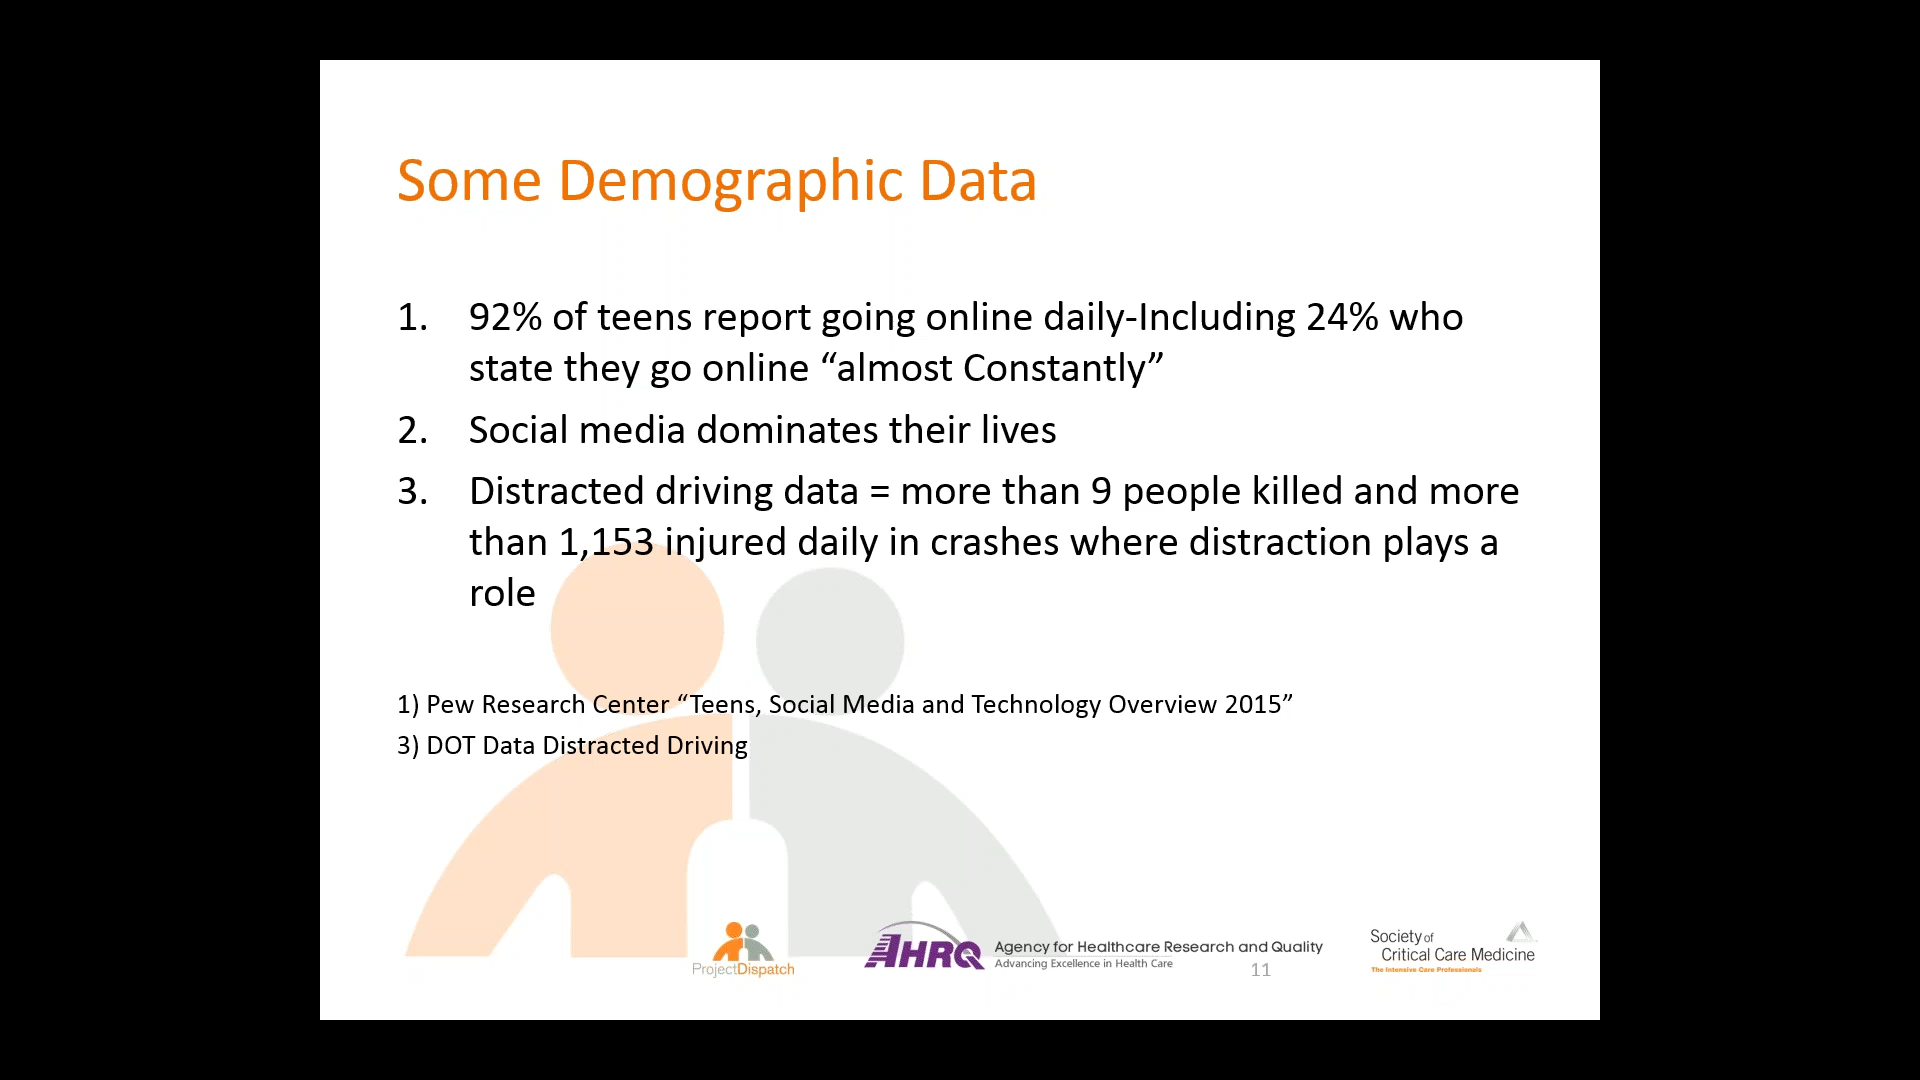 Some Demographic Data
1. 92% of teens report going online daily-Including 24% who
state they go online “almost Constantly”
2. Social media dominates their lives
3. Distracted driving data = more than 9 people killed and more
than 1,153 injured daily in crashes where distraction plays a
role
1) Pew Research Center “Teens, Social Media and Technology Overview 2015”
3) DOT Data Distracted Driving
ProjectDispatch
AHRQ
Agency for Healthcare Research and Quality
Advancing Excellence in Health Care
11
Society of
Critical Care Medicine
The Intensive Care Professionals